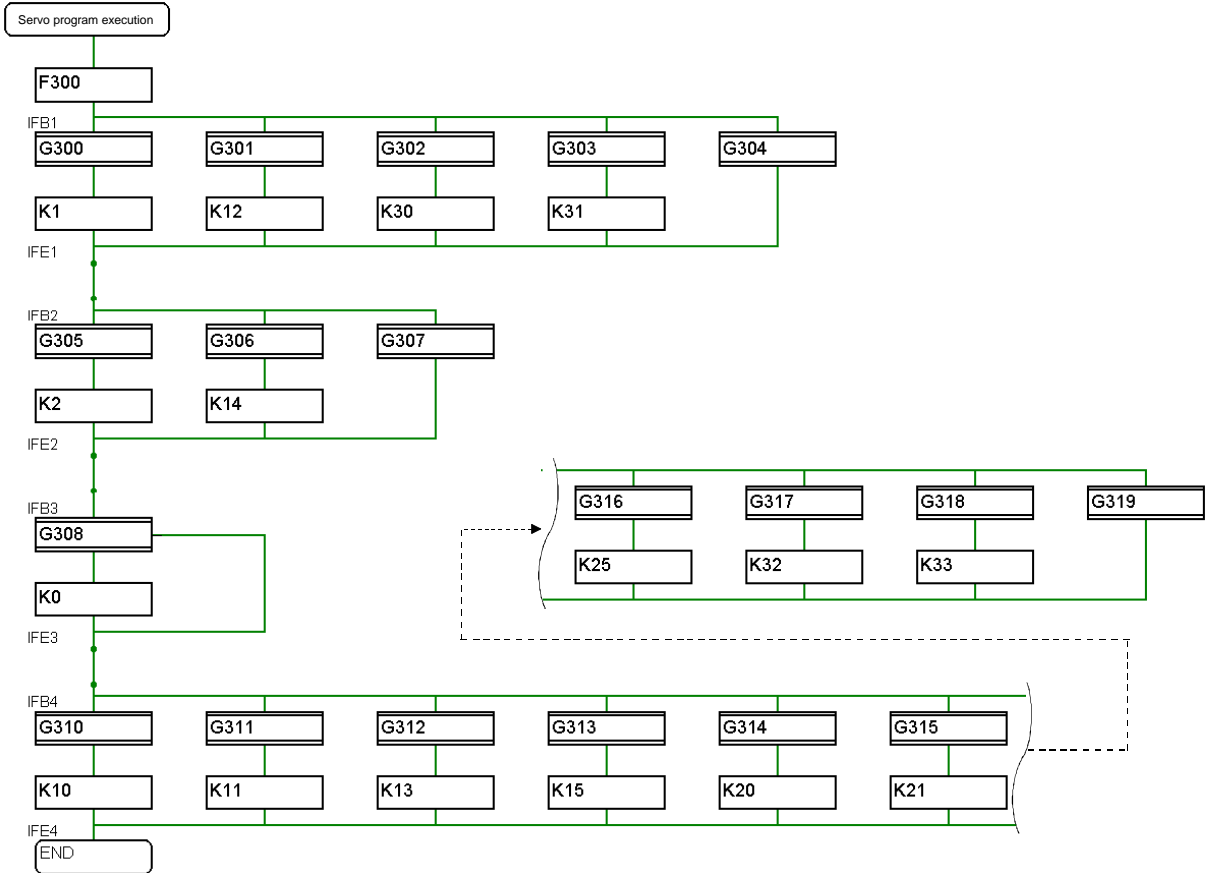 Servo program execution
F300
IFB1
G300 G301 G302 G303 G304
K1 K12 K30 K31
IFE1
IFB2
G305 G306 G307
K2 K14
IFE2
G316 G317 G318 G319
IFB3
G308
K25 K32 K33
K0
IFE3
IFB4
G310 G311 G312 G313 G314 G315
K10 K11 K13 K15 K20 K21
IFE4
END